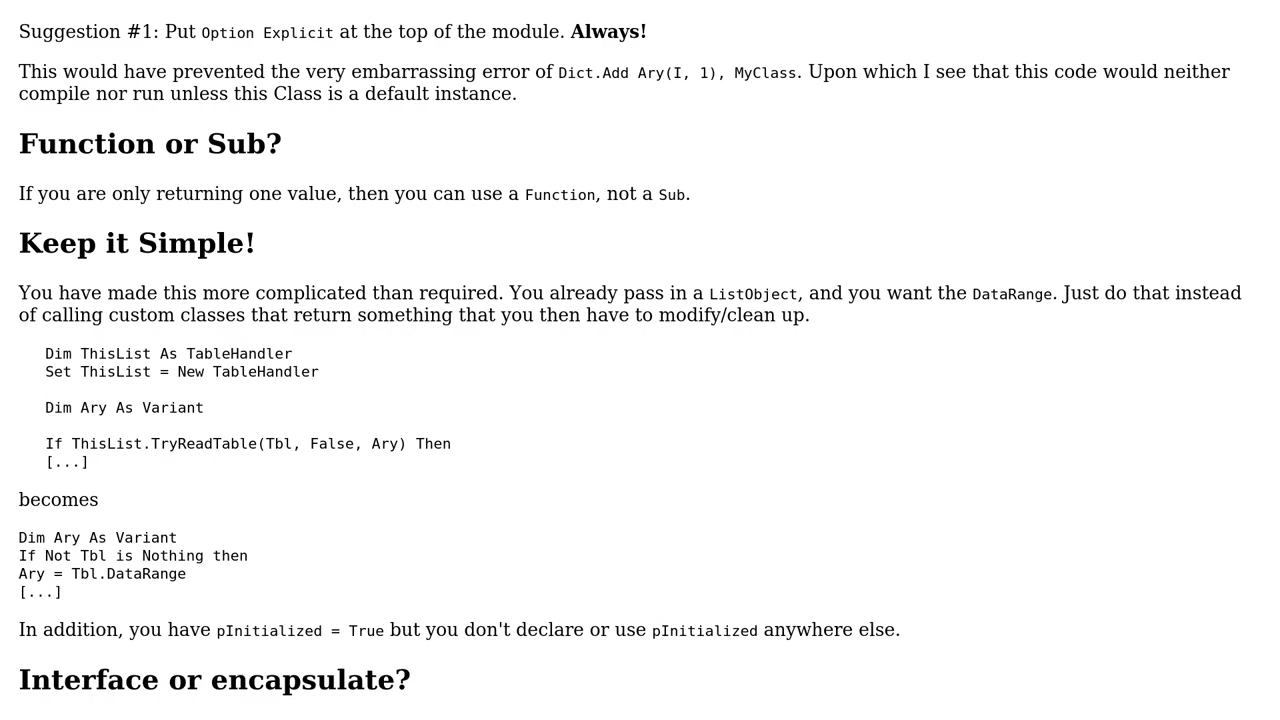 Suggestion #1: Put Option Explicit at the top of the module. Always!
This would have prevented the very embarrassing error of Dict.Add Ary(I, 1), MyClass. Upon which I see that this code would neither
compile nor run unless this Class is a default instance.
Function or Sub?
If you are only returning one value, then you can use a Function, not a Sub.
Keep it Simple!
You have made this more complicated than required. You already pass in a ListObject, and you want the DataRange. Just do that instead
of calling custom classes that return something that you then have to modify/clean up.
Dim ThisList As TableHandler
Set ThisList = New TableHandler
Dim Ary As Variant
If ThisList.TryReadTable(Tbl, False, Ary) Then
[...]
becomes
Dim Ary As Variant
If Not Tbl is Nothing then
Ary = Tbl.DataRange
[...]
In addition, you have pInitialized = True but you don't declare or use pInitialized anywhere else.
Interface or encapsulate?